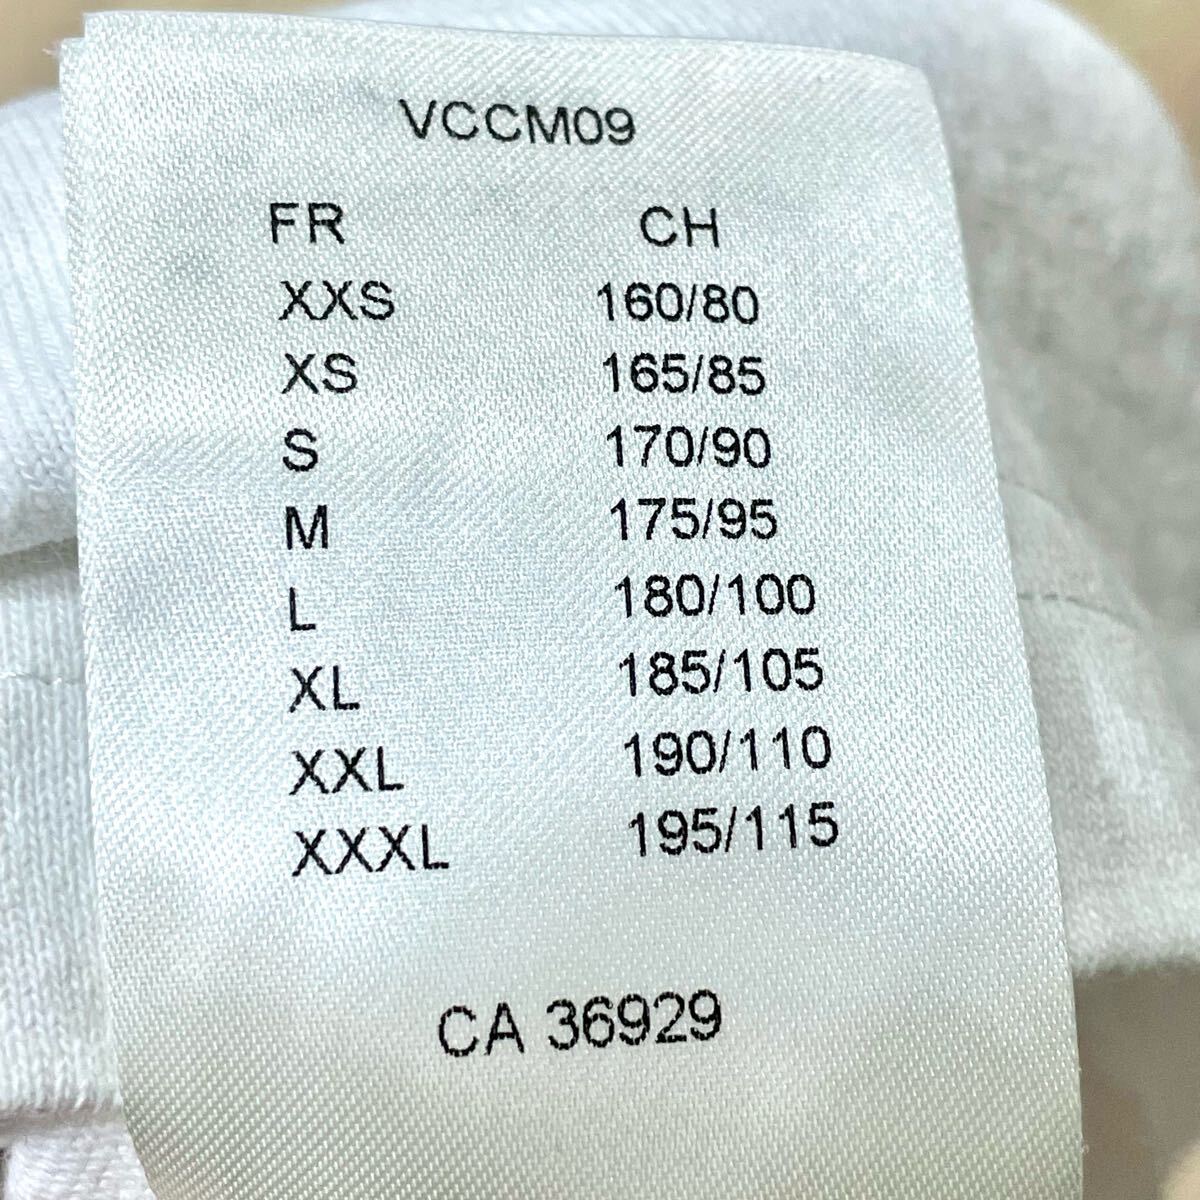 VCCM09
FR CH
XXS 160/80
XS 165/85
S 170/90
M 175/95
L 180/100
XL 185/105
XXL 190/110
XXXL 195/115
CA 36929